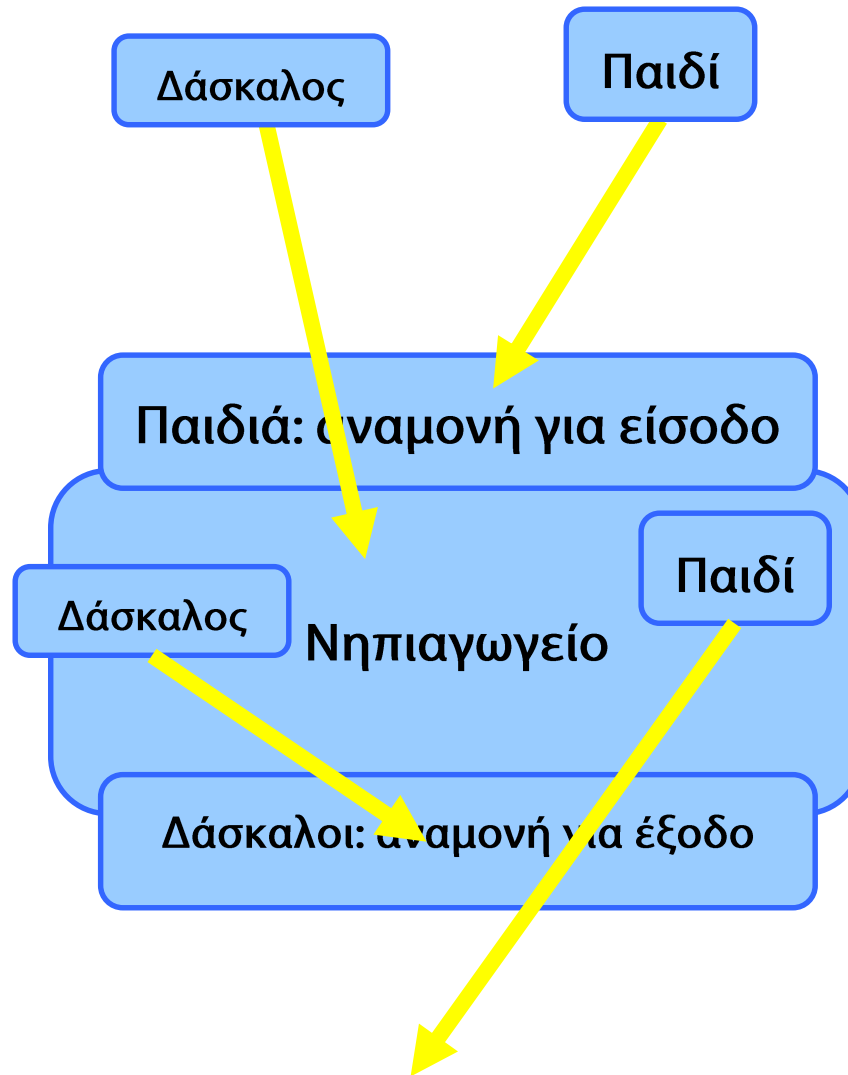 Δάσκαλος
Παιδί
Παιδιά: αναμονή για είσοδο
Παιδί
Δάσκαλος
Νηπιαγωγείο
Δάσκαλοι: αναμονή για έξοδο